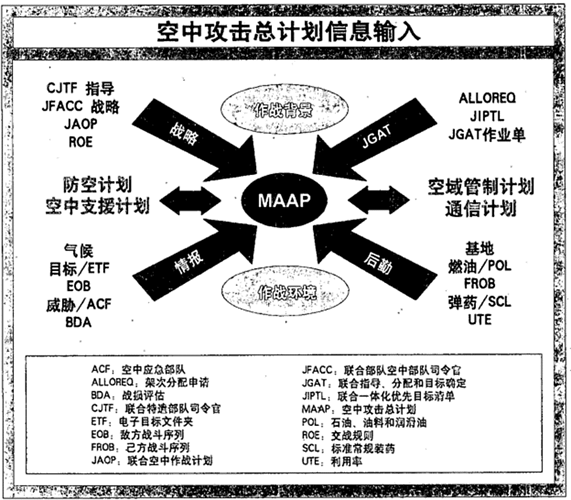 空中攻击总计划信息输入
CJTF 指导
JFACC 战略
JAOP
ROE
战略
作战背景
JGAT
ALLOREQ
JIPTL
JGAT作业单
防空计划
空中支援计划
MAAP
空域管制计划
通信计划
气候
目标/ETF
EOB
威胁/ACF
BDA
情报
作战环境
后勤
基地
燃油/POL
FROB
弹药/SCL
UTE
ACF：空中应急部队
ALLOREQ：架次分配申请
BDA：战损评估
CJTF：联合特遣部队司令官
ETF：电子目标文件夹
EOB：敌方战斗序列
FROB：己方战斗序列
JAOP：联合空中作战计划
JFACC：联合部队空中部队司令官
JGAT：联合指导、分配和目标确定
JIPTL：联合一体化优先目标清单
MAAP：空中攻击总计划
POL：石油、油料和润滑油
ROE：交战规则
SCL：标准常规装药
UTE：利用率